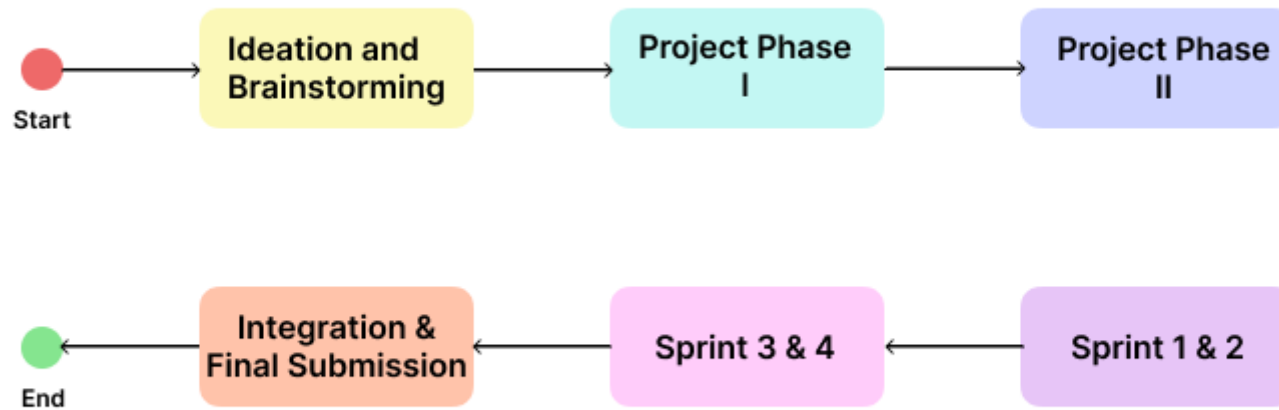 Start
Ideation and
Brainstorming
Project Phase
I
Project Phase
II
End
Integration &
Final Submission
Sprint 3 & 4
Sprint 1 & 2